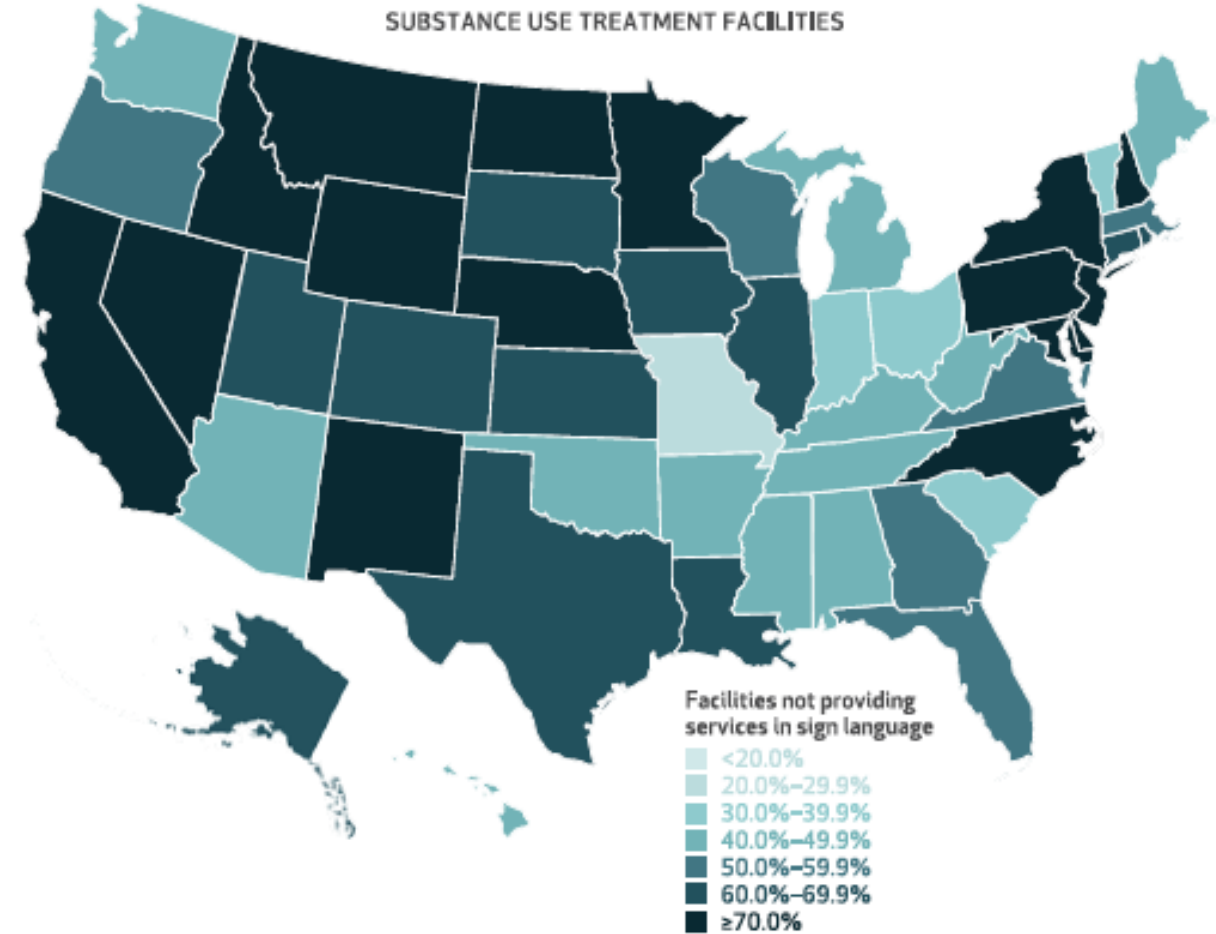 SUBSTANCE USE TREATMENT FACILITIES
Facilities not providing
services in sign language
<20.0%
20.0%–29.9%
30.0%–39.9%
40.0%–49.9%
50.0%–59.9%
60.0%–69.9%
≥70.0%